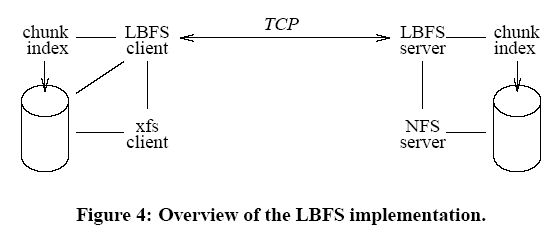 chunk
index
LBFS
client
TCP
LBFS
server
chunk
index
xfs
client
NFS
server
Figure 4: Overview of the LBFS implementation.